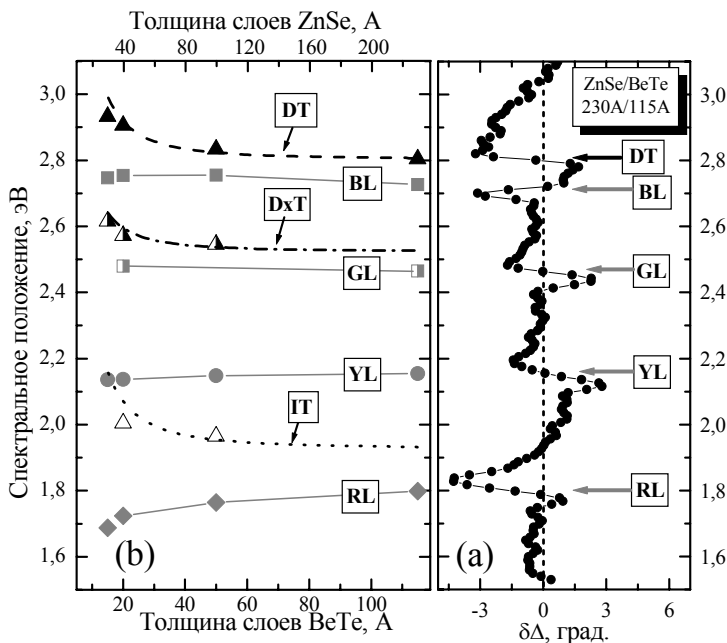 Толщина слоев ZnSe, А
40 80 120 160 200
3,0
2,8
2,6
2,4
2,2
2,0
1,8
1,6
Спектральное положение, эВ
DT
BL
DxT
GL
YL
IT
RL
(b)
20 40 60 80 100
Толщина слоев BeTe, А
ZnSe/BeTe
230А/115А
DT
BL
GL
YL
RL
(a)
3,0
2,8
2,6
2,4
2,2
2,0
1,8
1,6
-3 0 3 6
δΔ, град.